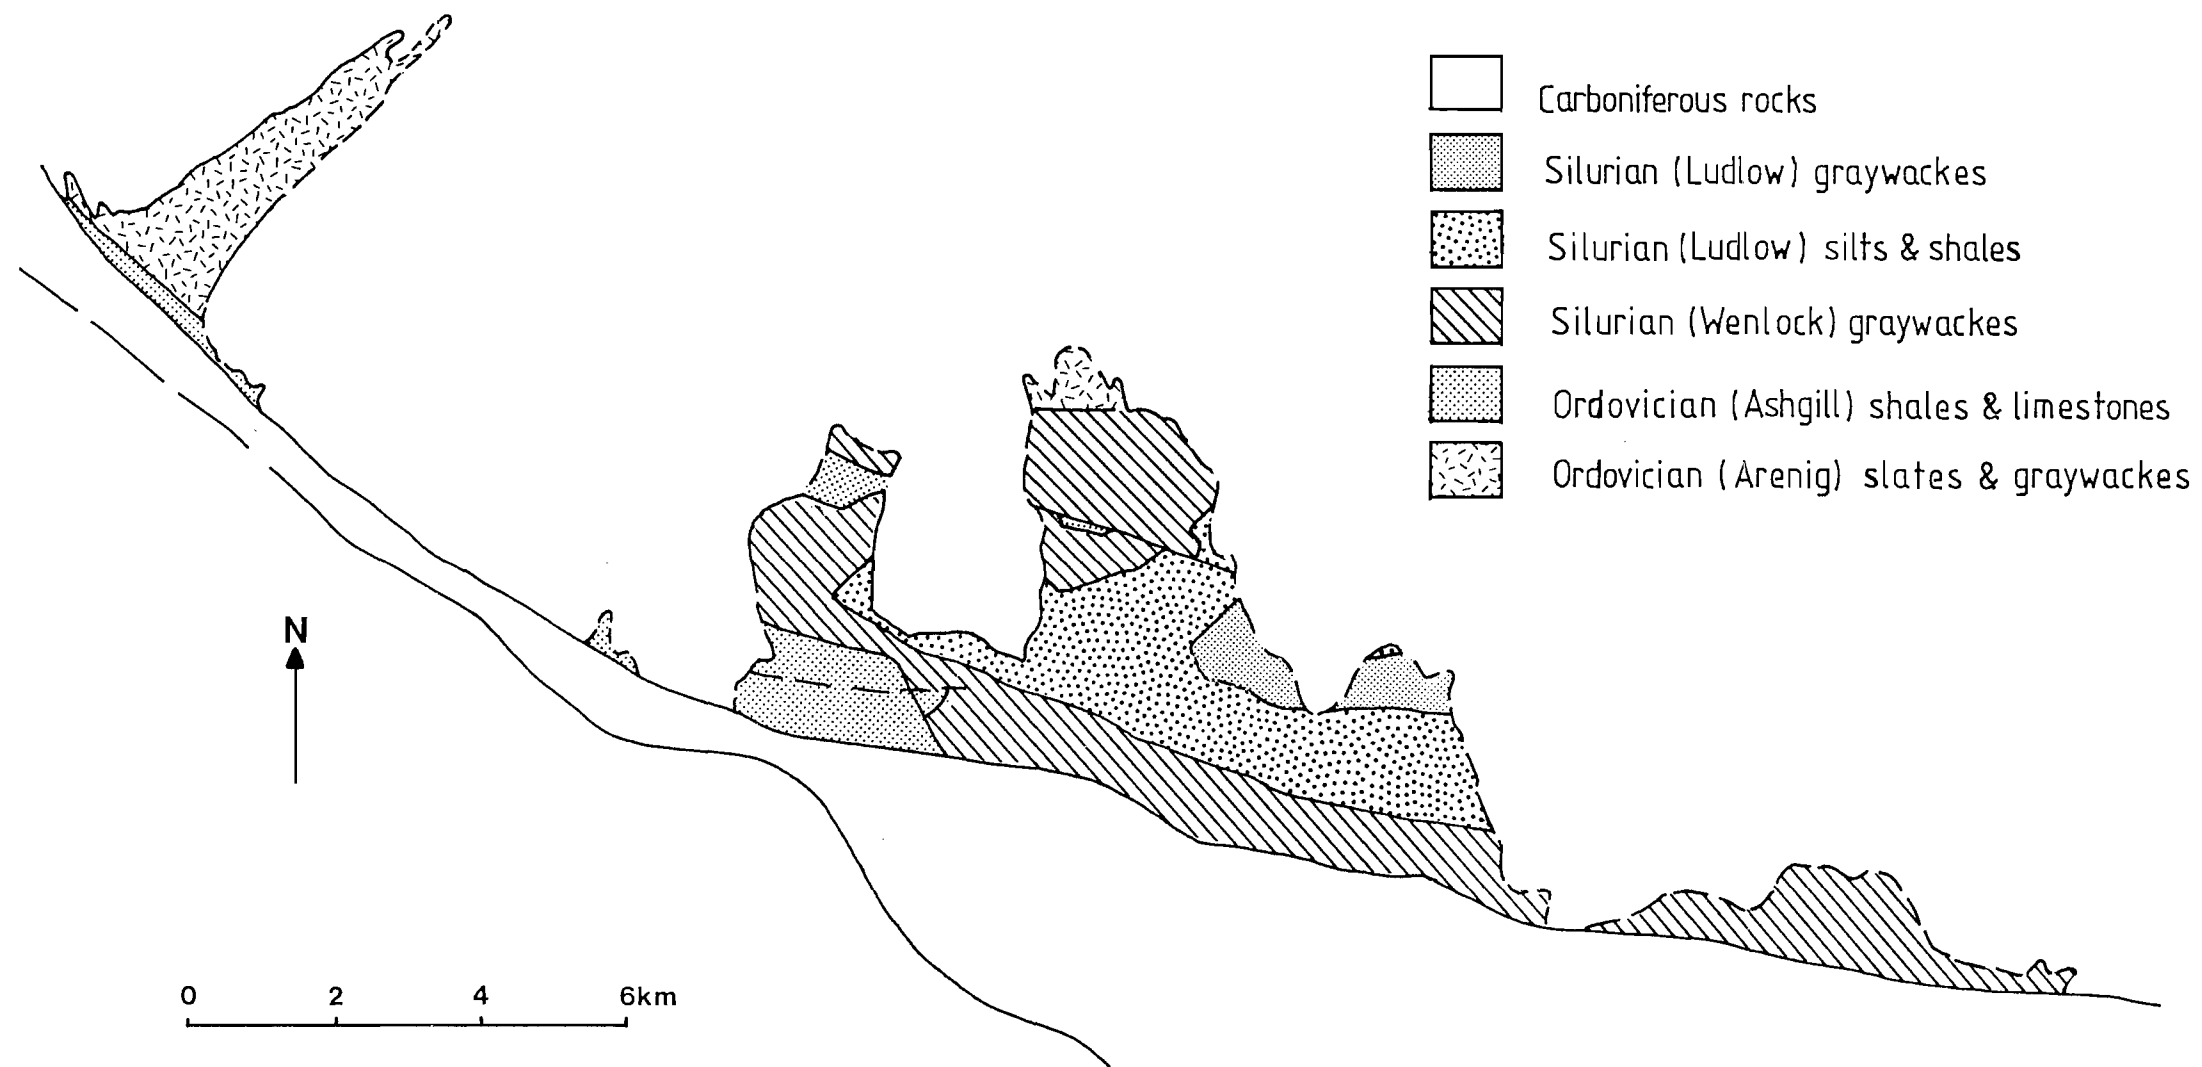 Carboniferous rocks
Silurian (Ludlow) graywackes
Silurian (Ludlow) silts & shales
Silurian (Wenlock) graywackes
Ordovician (Ashgill) shales & limestones
Ordovician (Arenig) slates & graywackes
N
0 2 4 6km